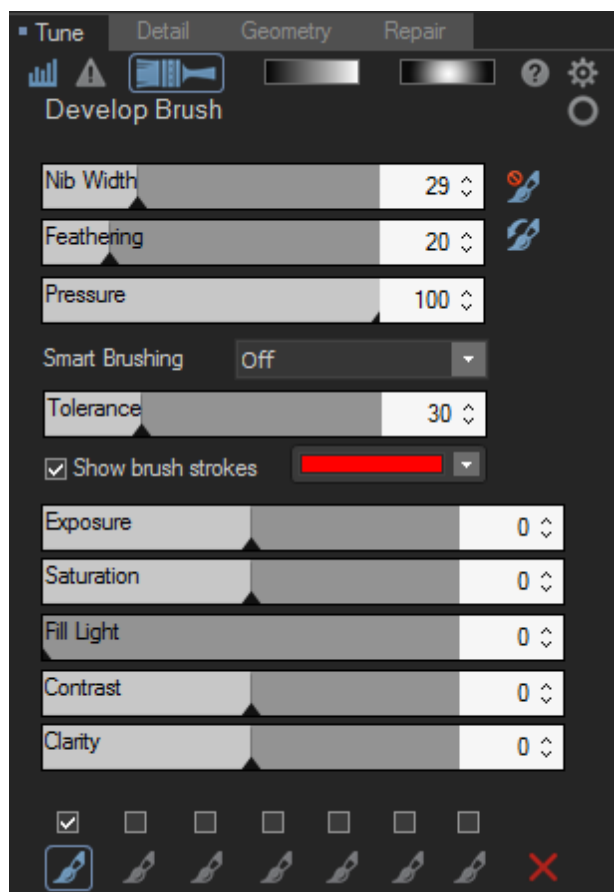 Tune Detail Geometry Repair
Develop Brush
Nib Width 29
Feathering 20
Pressure 100
Smart Brushing Off
Tolerance 30
Show brush strokes
Exposure 0
Saturation 0
Fill Light 0
Contrast 0
Clarity 0